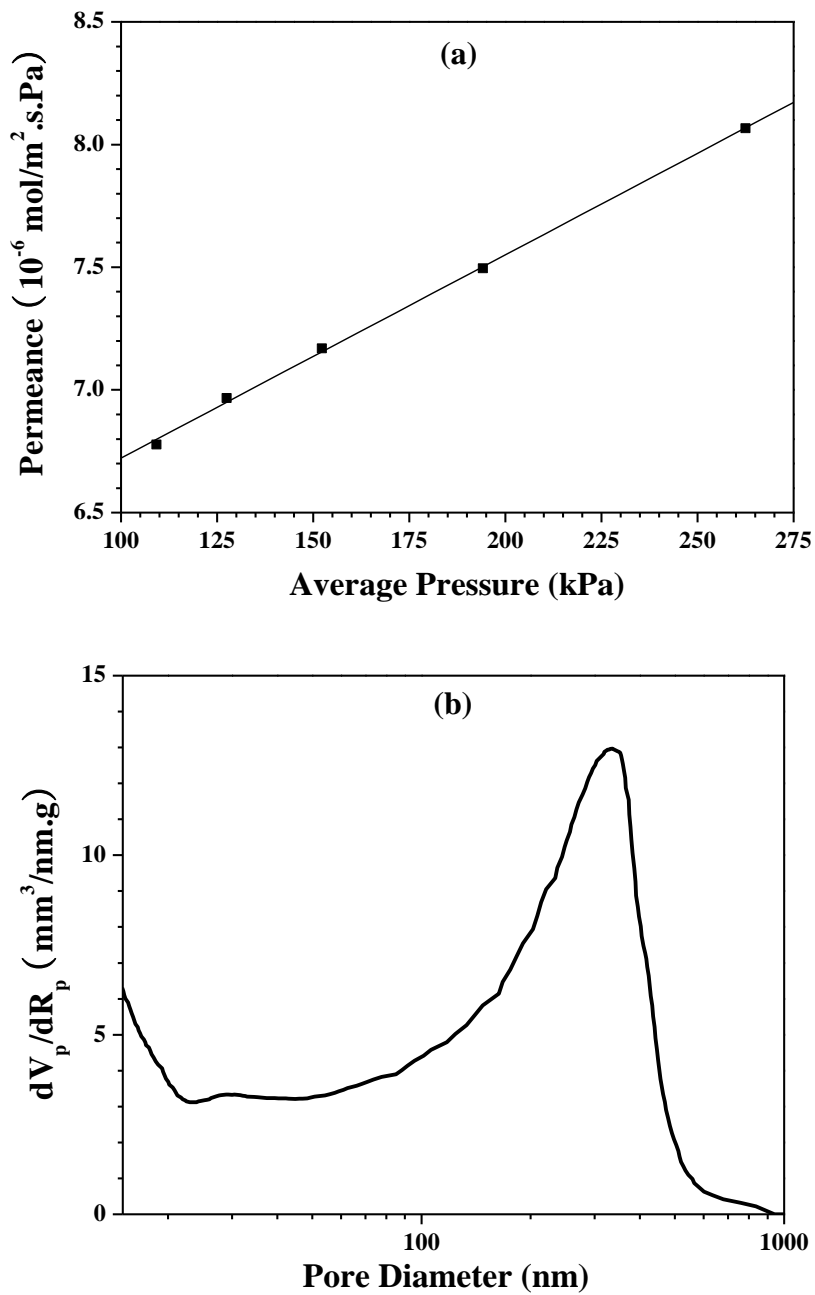 (a)
Permeance ( 10⁻⁶ mol/m².s.Pa)
8.5
8.0
7.5
7.0
6.5
100 125 150 175 200 225 250 275
Average Pressure (kPa)
(b)
dVₚ/dRₚ ( mm³/nm.g)
15
10
5
0
100 1000
Pore Diameter (nm)